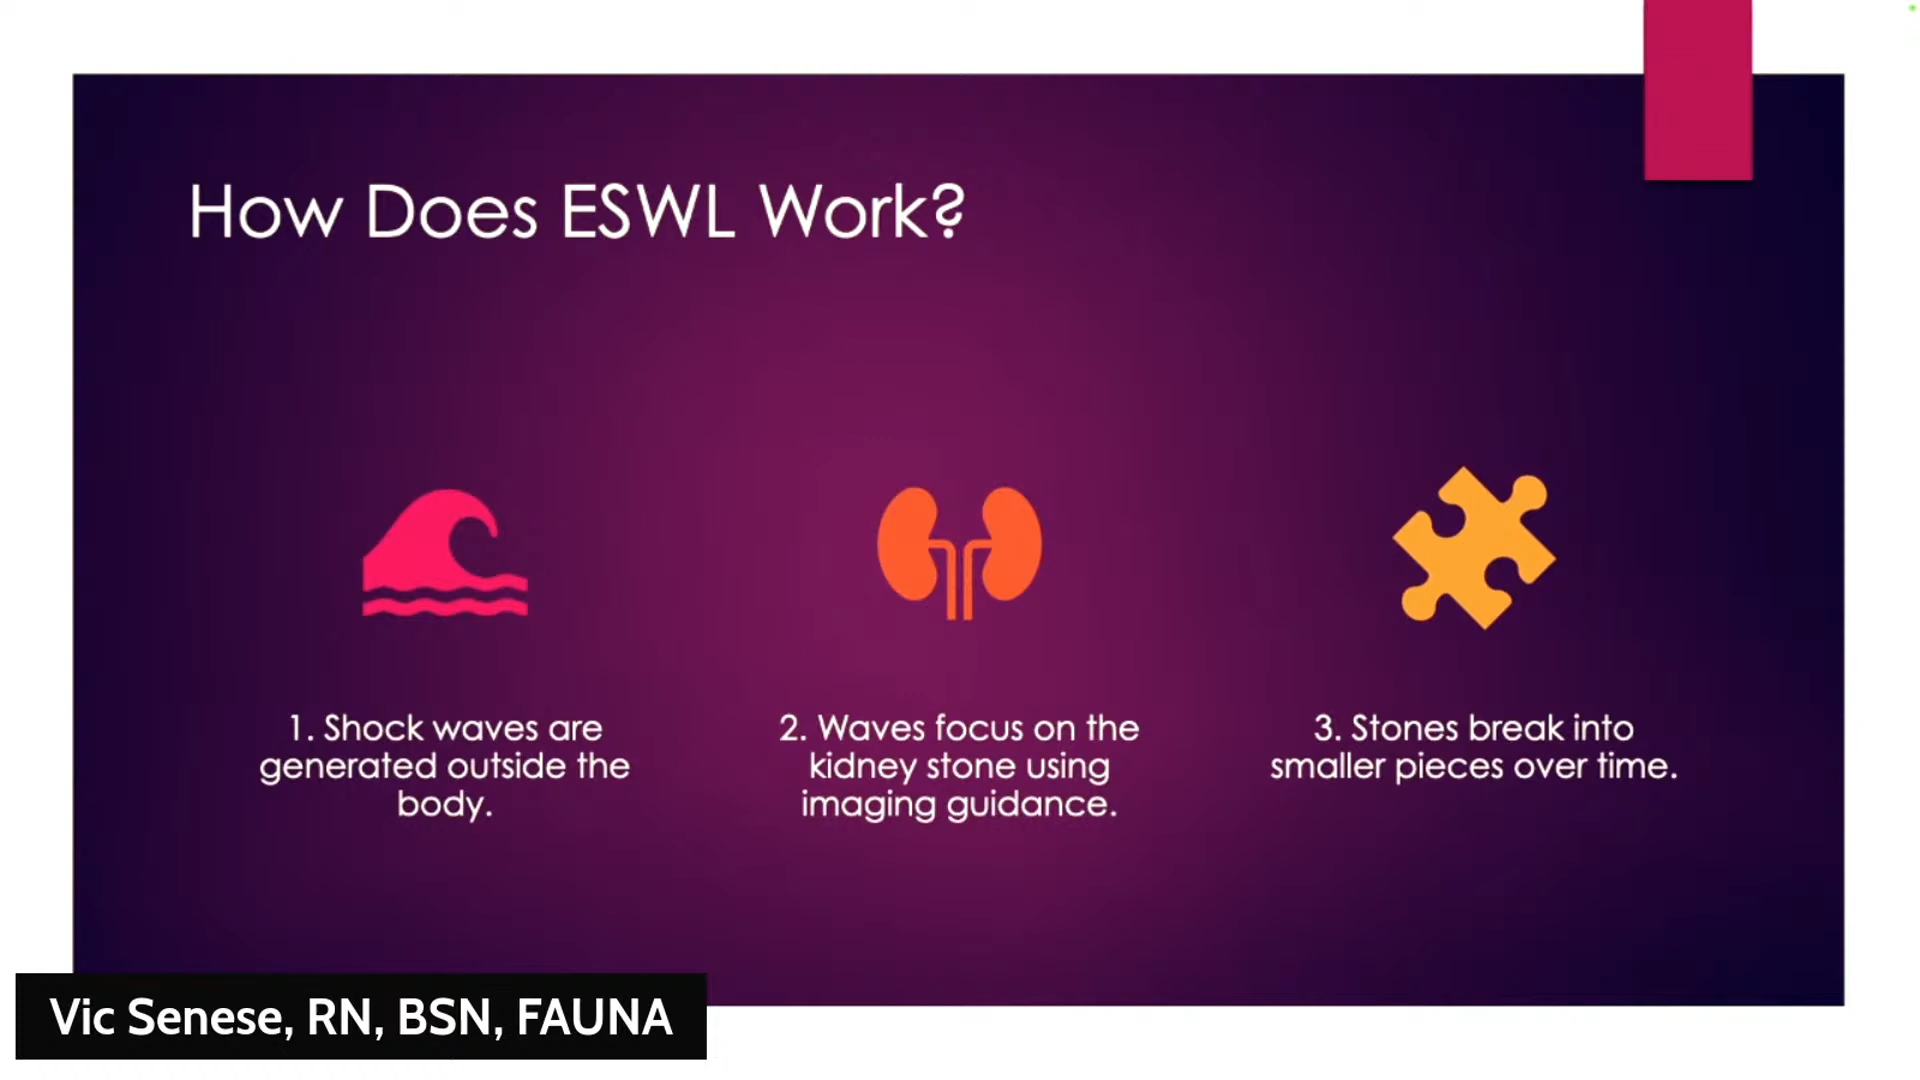 How Does ESWL Work?
1. Shock waves are
generated outside the
body.
2. Waves focus on the
kidney stone using
imaging guidance.
3. Stones break into
smaller pieces over time.
Vic Senese, RN, BSN, FAUNA